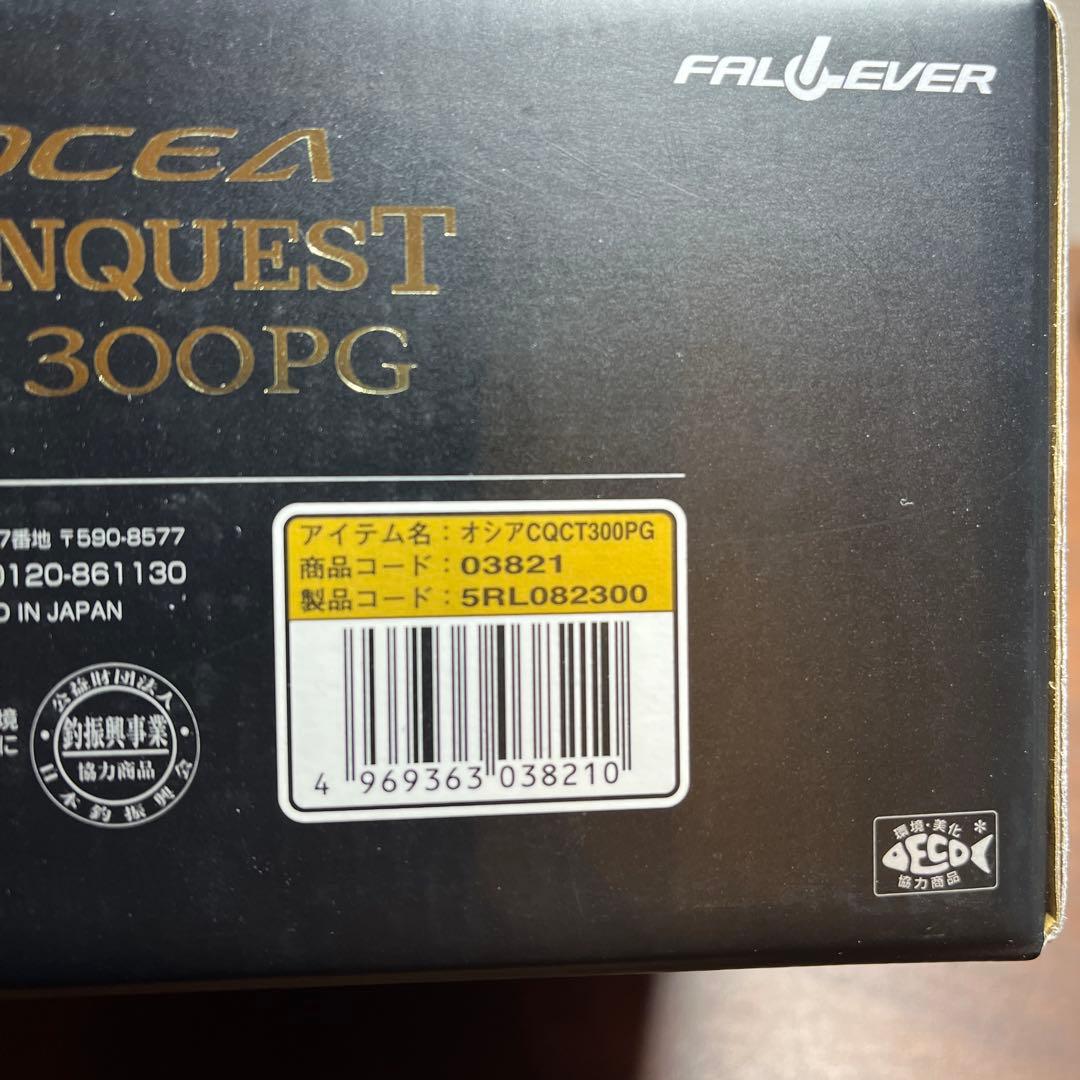 FALLEVER
OCEA
NQUEST
300PG
7番地 〒590-8577
0120-861130
IN JAPAN
境
に
公益財団法人
釣振興事業
協力商品
日本釣振興会
アイテム名：オシアCQCT300PG
商品コード：03821
製品コード：5RL082300
4 969363 038210
環境・美化 *
ECO
協力商品